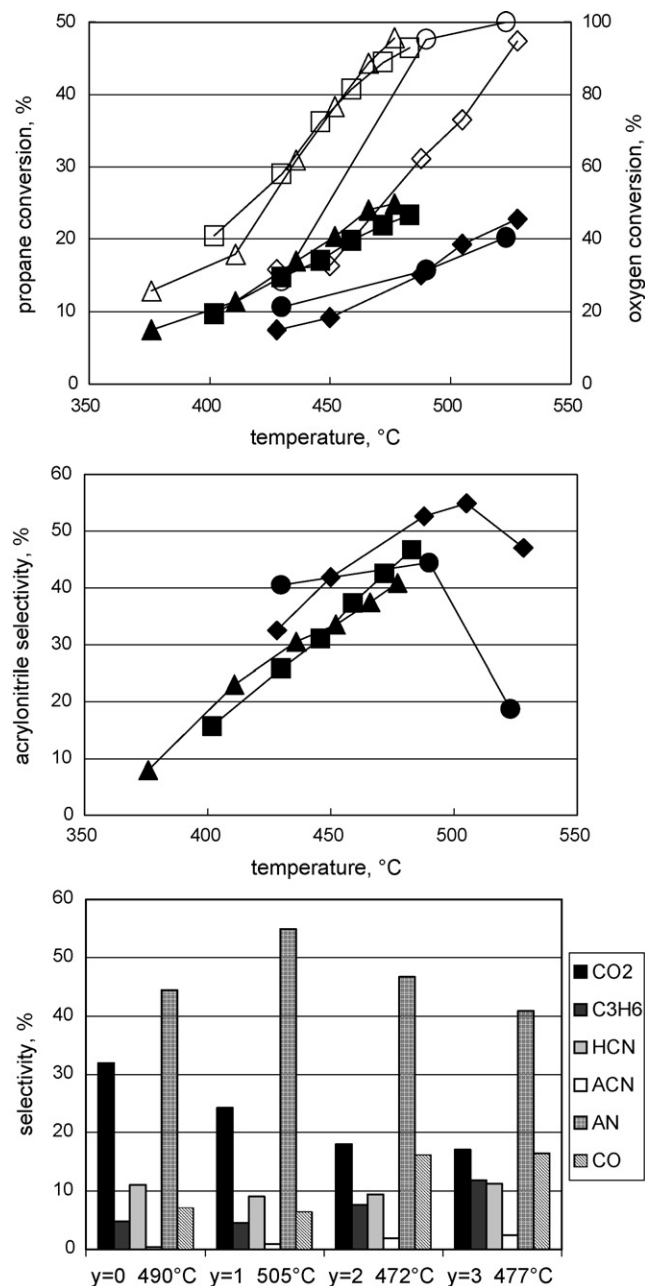 50
40
30
20
10
0
propane conversion, %
100
80
60
40
20
0
oxygen conversion, %
350 400 450 500 550
temperature, °C
60
50
40
30
20
10
0
acrylonitrile selectivity, %
350 400 450 500 550
temperature, °C
60
50
40
30
20
10
0
selectivity, %
CO2
C3H6
HCN
ACN
AN
CO
y=0 490°C y=1 505°C y=2 472°C y=3 477°C